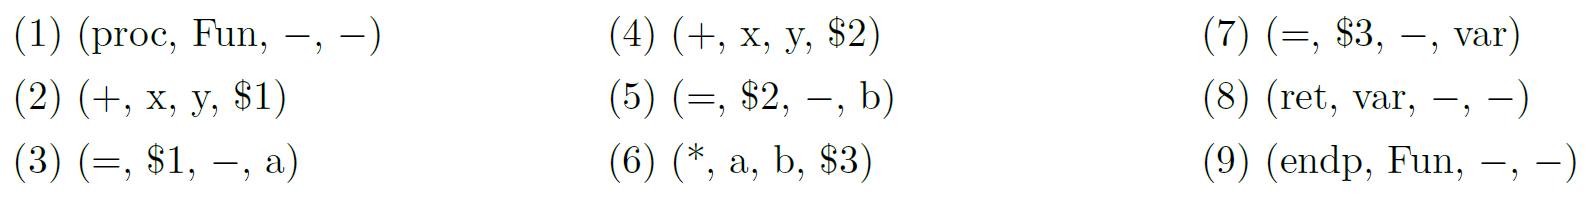 (1) (proc, Fun, −, −)
(2) (+, x, y, $1)
(3) (=, $1, −, a)
(4) (+, x, y, $2)
(5) (=, $2, −, b)
(6) (*, a, b, $3)
(7) (=, $3, −, var)
(8) (ret, var, −, −)
(9) (endp, Fun, −, −)